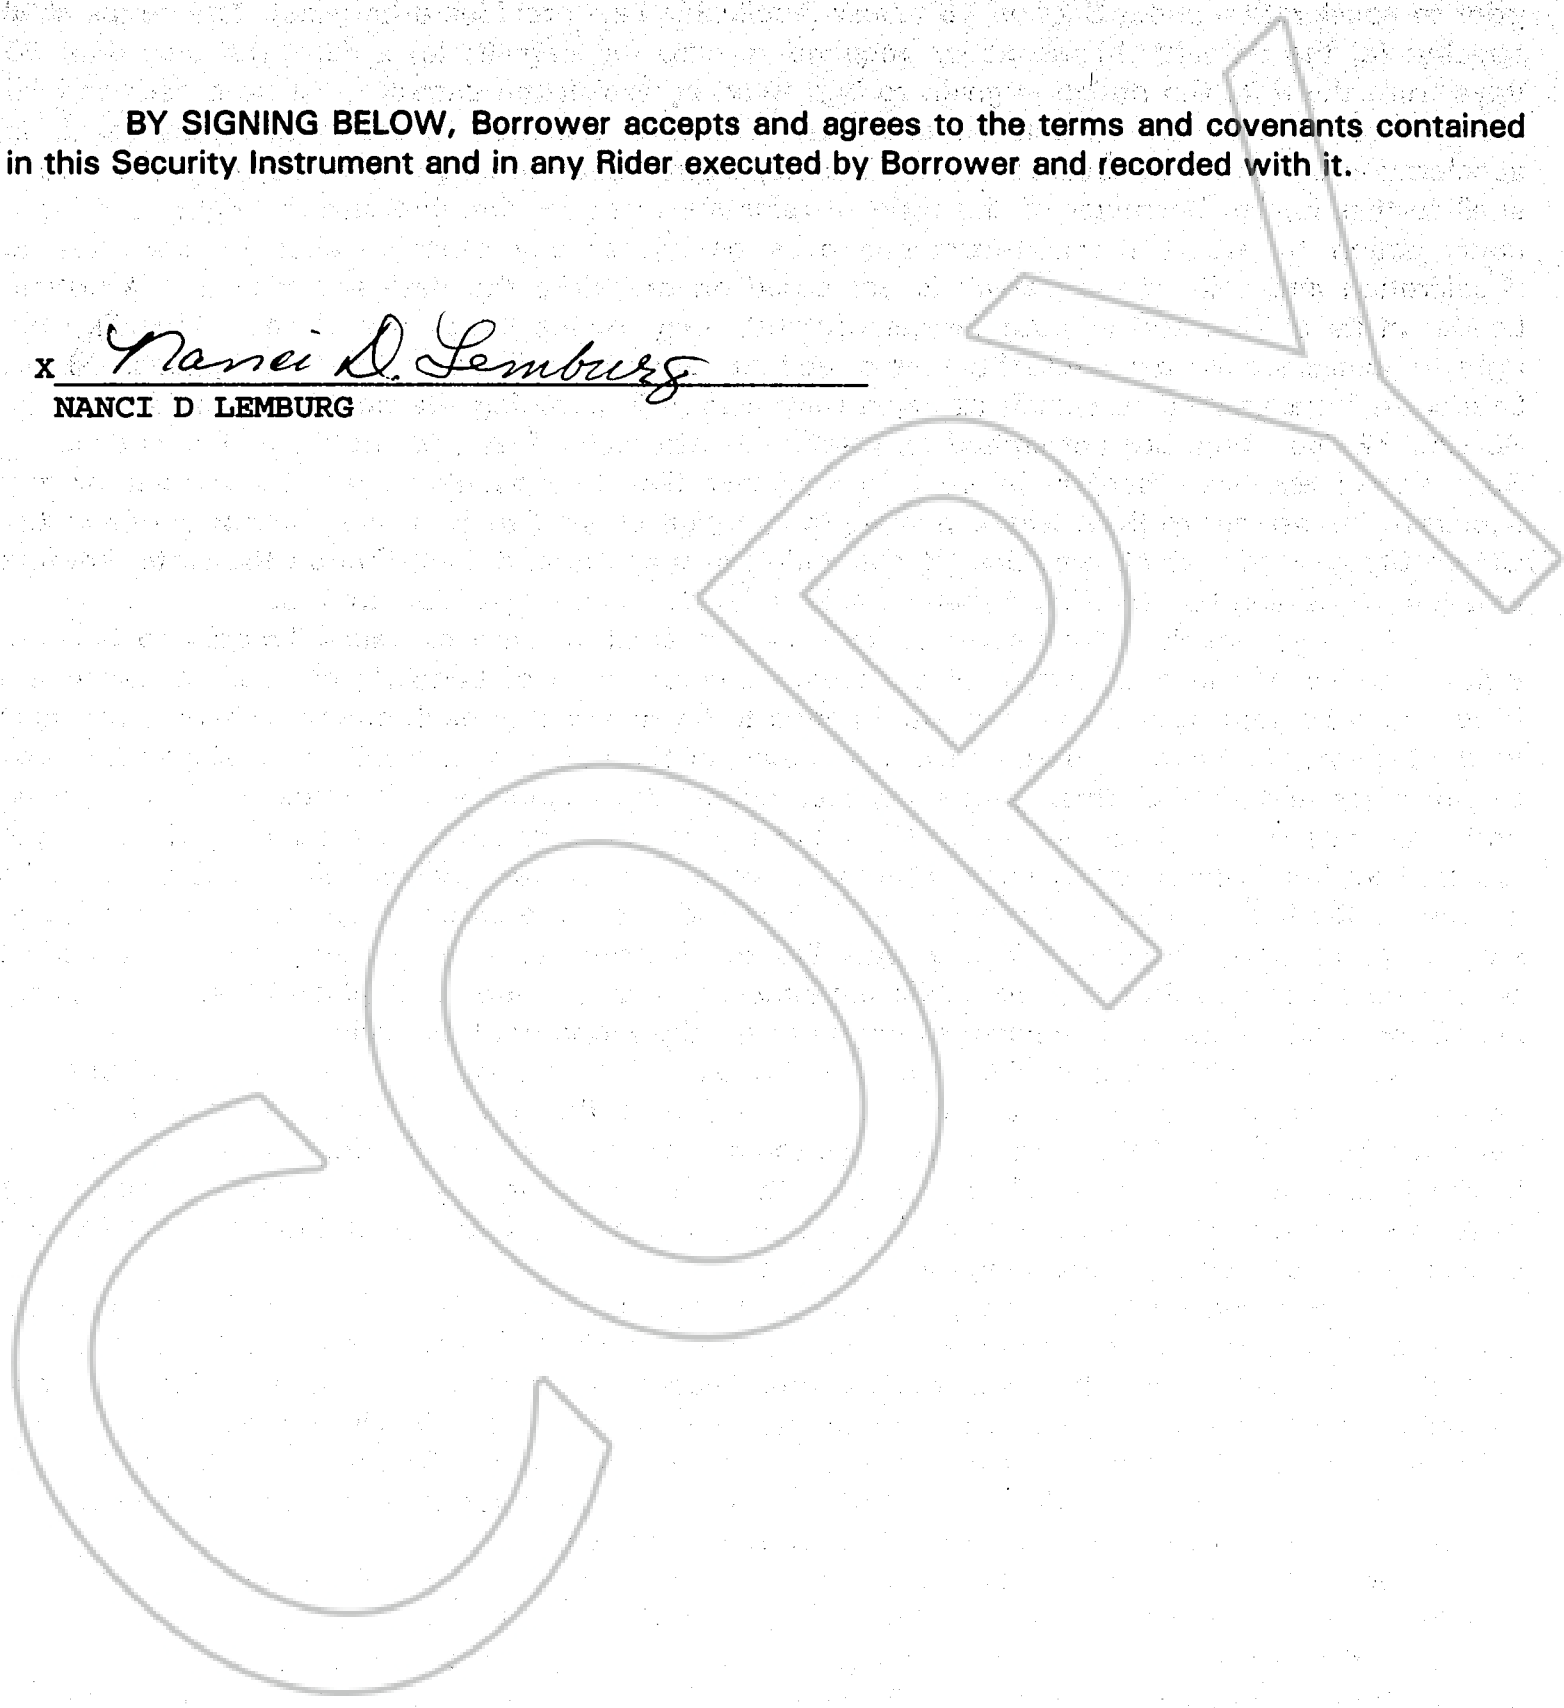 BY SIGNING BELOW, Borrower accepts and agrees to the terms and covenants contained
in this Security Instrument and in any Rider executed by Borrower and recorded with it.
x Nanci D. Lemburg
NANCI D LEMBURG
COPY